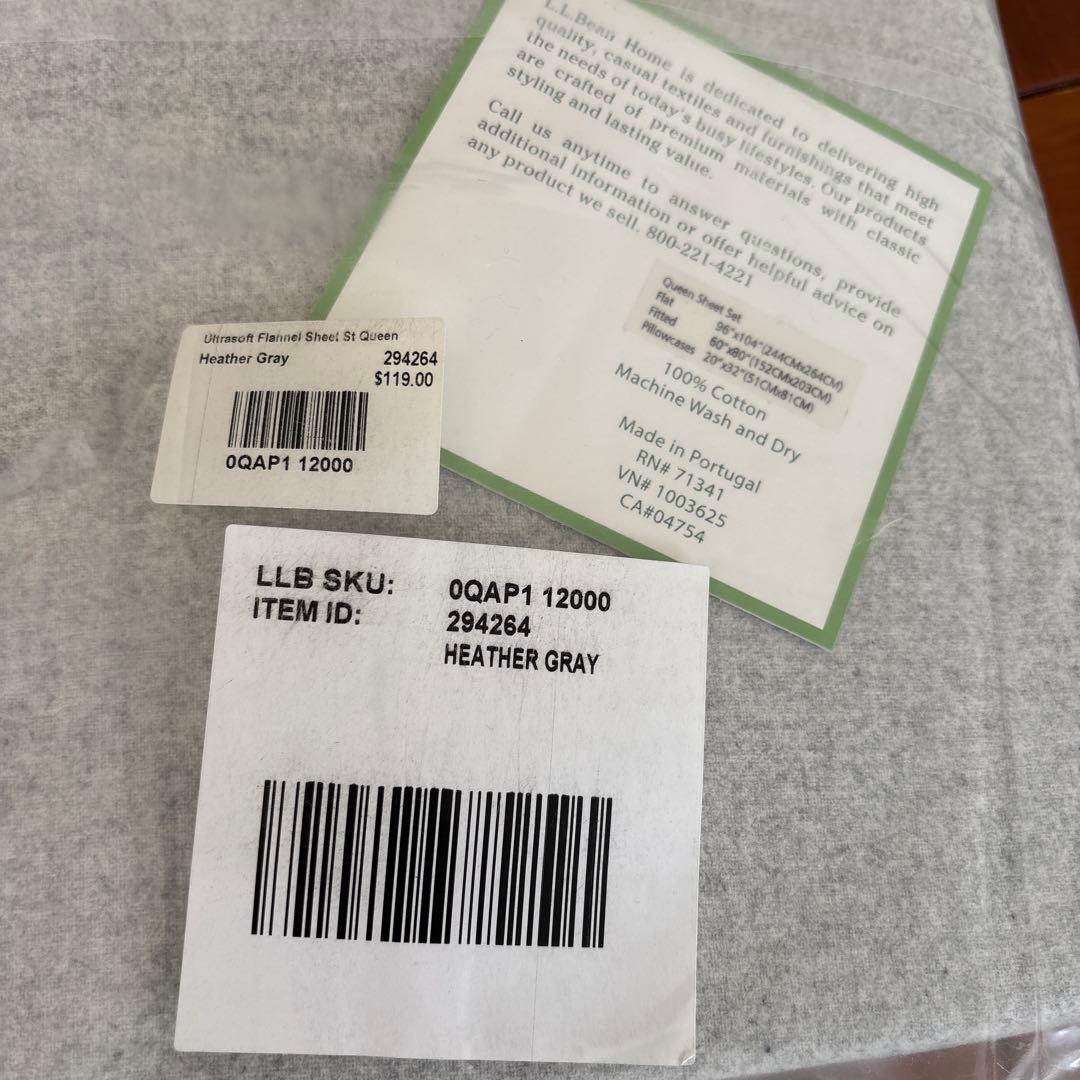 L.L.Bean Home is dedicated to delivering high
quality, casual textiles and furnishings that meet
the needs of today's busy lifestyles. Our products
are crafted of premium materials with classic
styling and lasting value.
Call us anytime to answer questions, provide
additional information or offer helpful advice on
any product we sell. 800-221-4221
Queen Sheet Set
Flat 96"x104"(244CMx264CM)
Fitted 60"x80"(152CMx203CM)
Pillowcases 20"x32"(51CMx81CM)
100% Cotton
Machine Wash and Dry
Made in Portugal
RN# 71341
VN# 1003625
CA#04754
Ultrasoft Flannel Sheet St Queen
Heather Gray 294264
$119.00
0QAP1 12000
LLB SKU: 0QAP1 12000
ITEM ID: 294264
HEATHER GRAY